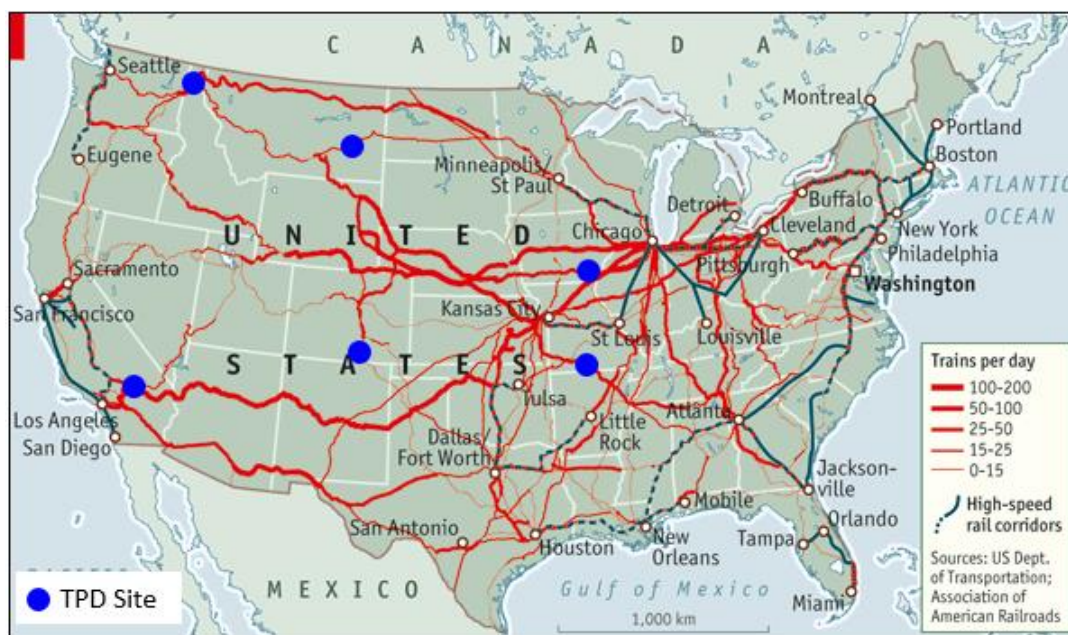 C A N A D A
Seattle
Montreal
Portland
Eugene
Minneapolis/
St Paul
Boston
ATLANTIC
OCEAN
Buffalo
Detroit
Chicago
Cleveland
New York
Philadelphia
Pittsburgh
Washington
U N I T E D
Sacramento
San Francisco
Kansas City
St Louis
Louisville
S T A T E S
Los Angeles
San Diego
Tulsa
Little
Rock
Atlanta
Dallas/
Fort Worth
Jackson-
ville
Mobile
San Antonio
Houston
New
Orleans
Orlando
Tampa
Miami
Gulf of Mexico
M E X I C O
1,000 km
TPD Site
Trains per day
100-200
50-100
25-50
15-25
0-15
High-speed
rail corridors
Sources: US Dept.
of Transportation;
Association of
American Railroads